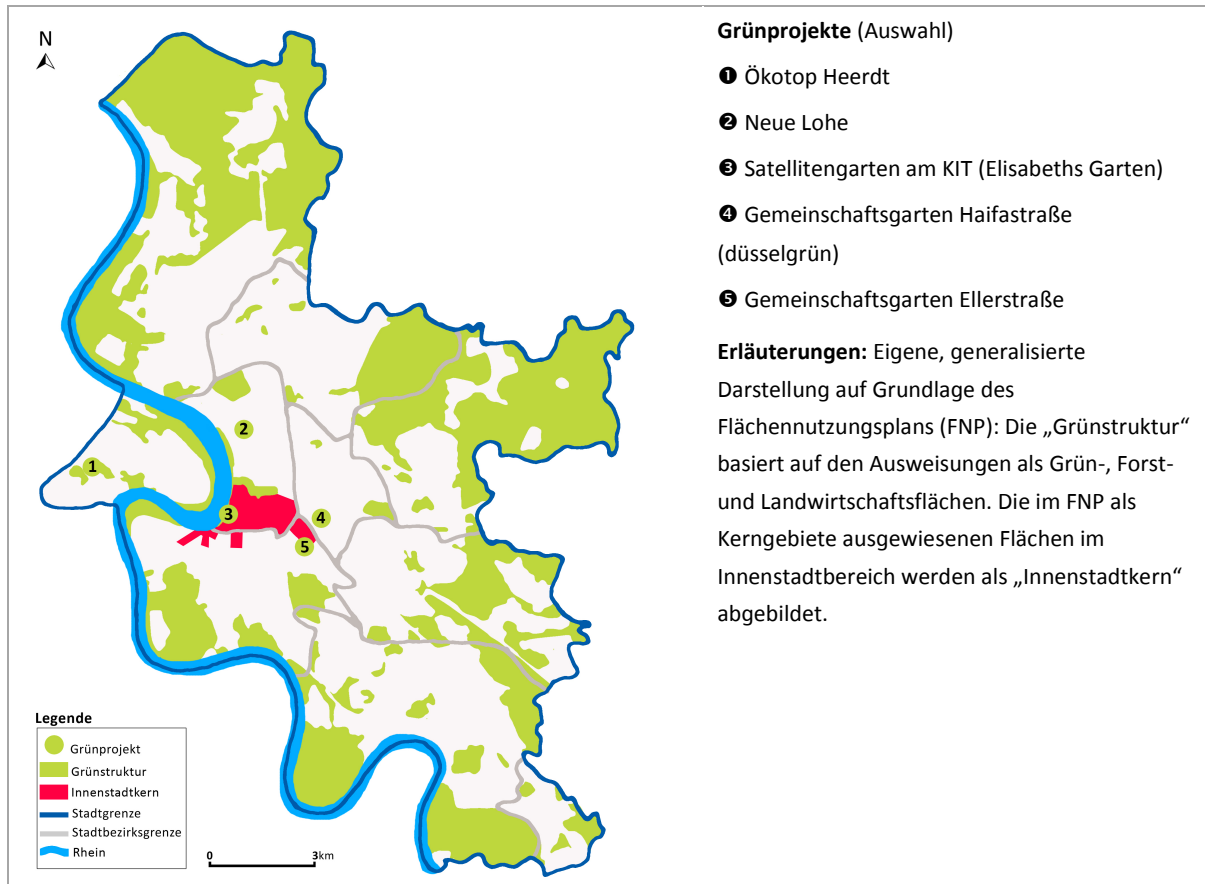 N
2
1
3
4
5
Legende
Grünprojekt
Grünstruktur
Innenstadtkern
Stadtgrenze
Stadtbezirksgrenze
Rhein
0 3km
Grünprojekte (Auswahl)
❶ Ökotop Heerdt
❷ Neue Lohe
❸ Satellitengarten am KIT (Elisabeths Garten)
❹ Gemeinschaftsgarten Haifastraße
(düsselgrün)
❺ Gemeinschaftsgarten Ellerstraße
Erläuterungen: Eigene, generalisierte
Darstellung auf Grundlage des
Flächennutzungsplans (FNP): Die „Grünstruktur“
basiert auf den Ausweisungen als Grün-, Forst-
und Landwirtschaftsflächen. Die im FNP als
Kerngebiete ausgewiesenen Flächen im
Innenstadtbereich werden als „Innenstadtkern“
abgebildet.